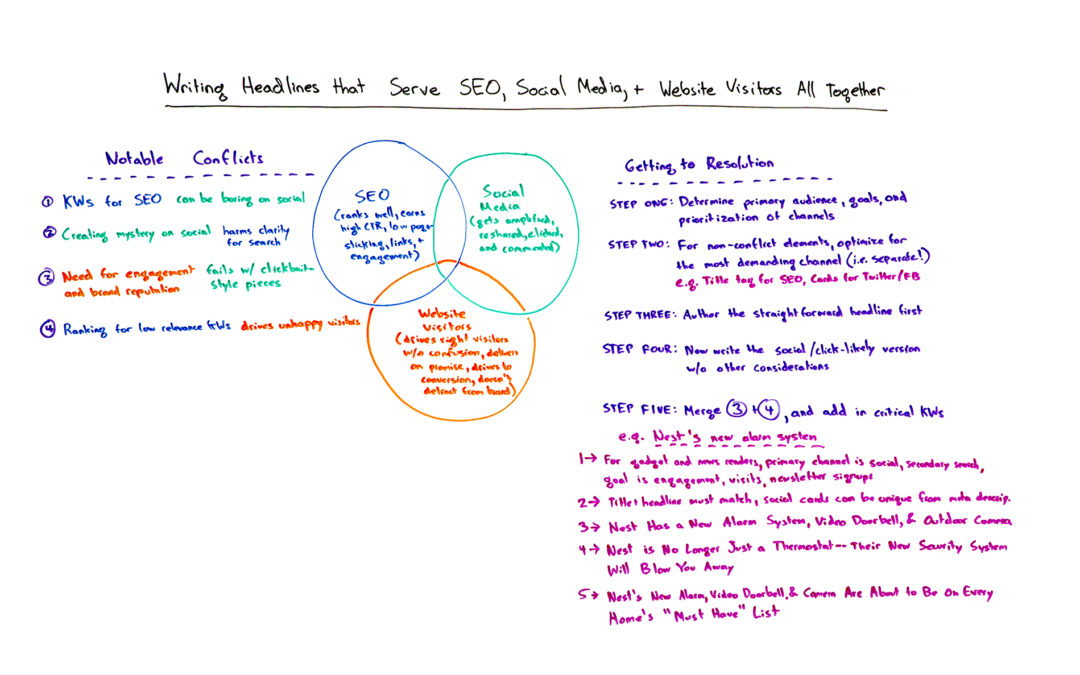 Writing Headlines that Serve SEO, Social Media, + Website Visitors All Together
Notable Conflicts
① KWs for SEO can be boring on social
② Creating mystery on social harms clarity
for search
③ Need for engagement fails w/ clickbait-
and brand reputation style pieces
④ Ranking for low relevance KWs drives unhappy visitors
SEO
(ranks well, earns
high CTR, low pogo-
sticking, links, +
engagement)
Social
Media
(gets amplified,
reshared, clicked,
and commented)
Website
Visitors
(drives right visitors
w/o confusion, delivers
on promise, drives to
conversion, doesn't
detract from brand)
Getting to Resolution
STEP ONE: Determine primary audience, goals, and
prioritization of channels
STEP TWO: For non-conflict elements, optimize for
the most demanding channel (i.e. separate!)
e.g. Title tag for SEO, Cards for Twitter/FB
STEP THREE: Author the straightforward headline first
STEP FOUR: Now write the social/click-likely version
w/o other considerations
STEP FIVE: Merge ③ + ④, and add in critical KWs
e.g. Nest's new alarm system
1→ For gadget and news readers, primary channel is social, secondary search,
goal is engagement, visits, newsletter signups
2→ Title + headline must match, social cards can be unique from meta descrip.
3→ Nest Has a New Alarm System, Video Doorbell, & Outdoor Camera
4→ Nest is No Longer Just a Thermostat-- Their New Security System
Will Blow You Away
5→ Nest's New Alarm, Video Doorbell, & Camera Are About to Be On Every
Home's "Must Have" List